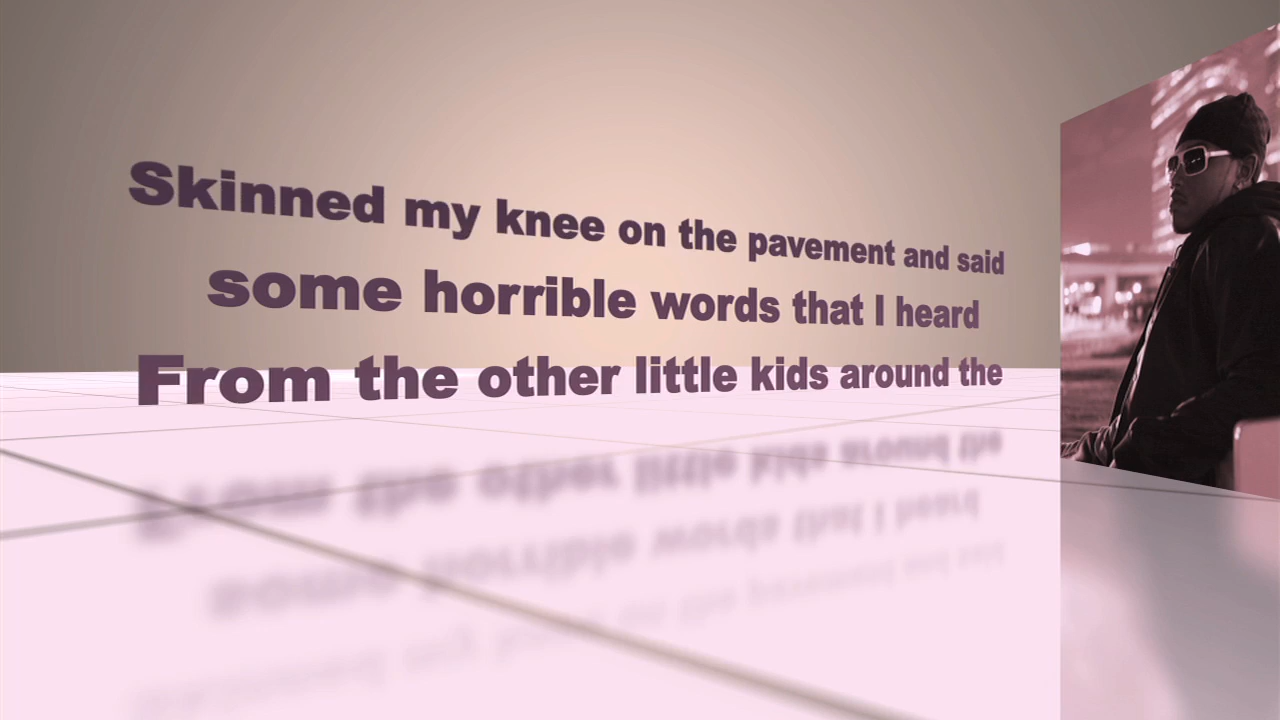 Skinned my knee on the pavement and said
some horrible words that I heard
From the other little kids around the